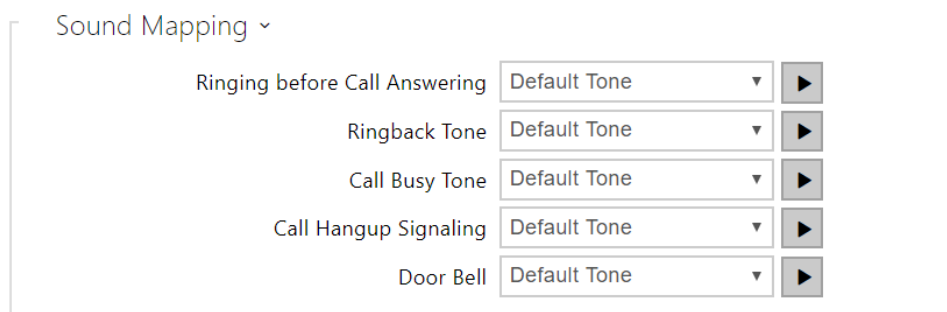 Sound Mapping
Ringing before Call Answering Default Tone
Ringback Tone Default Tone
Call Busy Tone Default Tone
Call Hangup Signaling Default Tone
Door Bell Default Tone